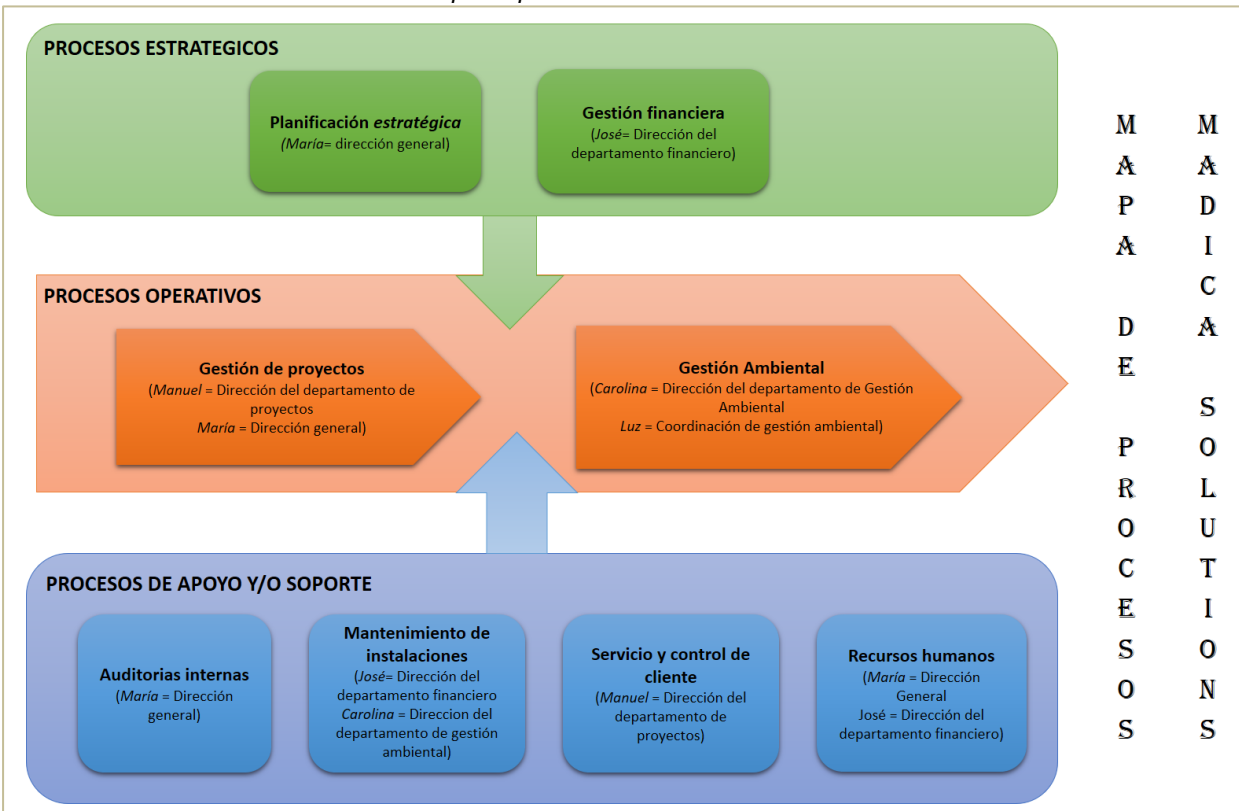 PROCESOS ESTRATEGICOS
Planificación estratégica
(María= dirección general)
Gestión financiera
(José= Dirección del
departamento financiero)
PROCESOS OPERATIVOS
Gestión de proyectos
(Manuel = Dirección del departamento de
proyectos
María = Dirección general)
Gestión Ambiental
(Carolina = Dirección del departamento de Gestión
Ambiental
Luz = Coordinación de gestión ambiental)
PROCESOS DE APOYO Y/O SOPORTE
Auditorias internas
(María = Dirección
general)
Mantenimiento de
instalaciones
(José= Dirección del
departamento financiero
Carolina = Direccion del
departamento de gestión
ambiental)
Servicio y control de
cliente
(Manuel = Dirección del
departamento de
proyectos)
Recursos humanos
(María = Dirección
General
José = Dirección del
departamento financiero)
MAPA DE PROCESOS
MADICA SOLUTIONS